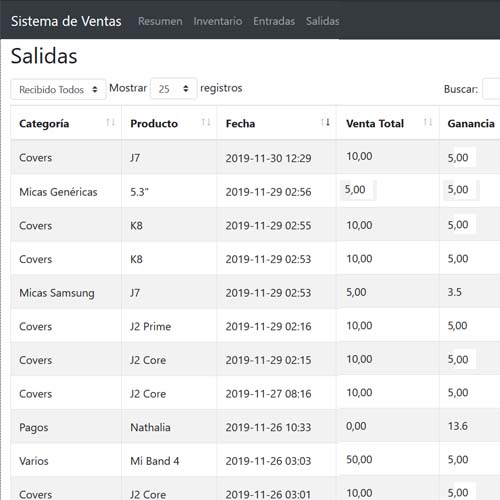 Sistema de Ventas Resumen Inventario Entradas Salidas
Salidas
Recibido Todos Mostrar 25 registros Buscar:
Categoría Producto Fecha Venta Total Ganancia
Covers J7 2019-11-30 12:29 10,00 5,00
Micas Genéricas 5.3" 2019-11-29 02:56 5,00 5,00
Covers K8 2019-11-29 02:55 10,00 5,00
Covers K8 2019-11-29 02:53 10,00 5,00
Micas Samsung J7 2019-11-29 02:53 5,00 3.5
Covers J2 Prime 2019-11-29 02:16 10,00 5,00
Covers J2 Core 2019-11-29 02:15 10,00 5,00
Covers J2 Core 2019-11-27 08:16 10,00 5,00
Pagos Nathalia 2019-11-26 10:33 0,00 13.6
Varios Mi Band 4 2019-11-26 03:03 50,00 5,00
Covers J2 Core 2019-11-26 03:01 10,00 5,00